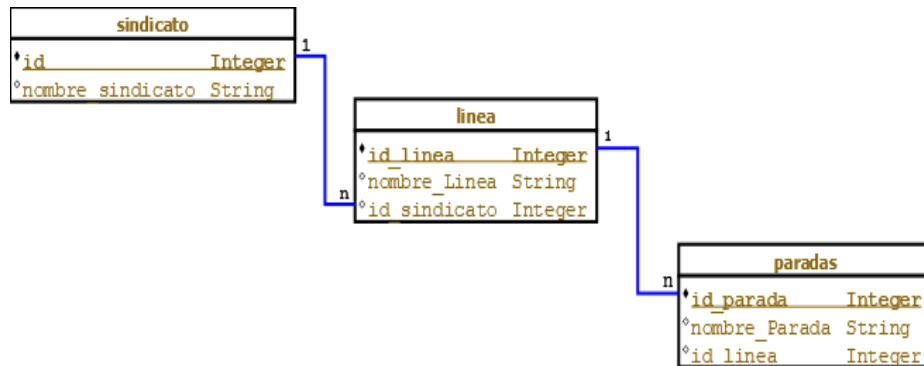 sindicato
id Integer
nombre_sindicato String
1
n
linea
id_linea Integer
nombre_Linea String
id_sindicato Integer
1
n
paradas
id_parada Integer
nombre_Parada String
id_linea Integer